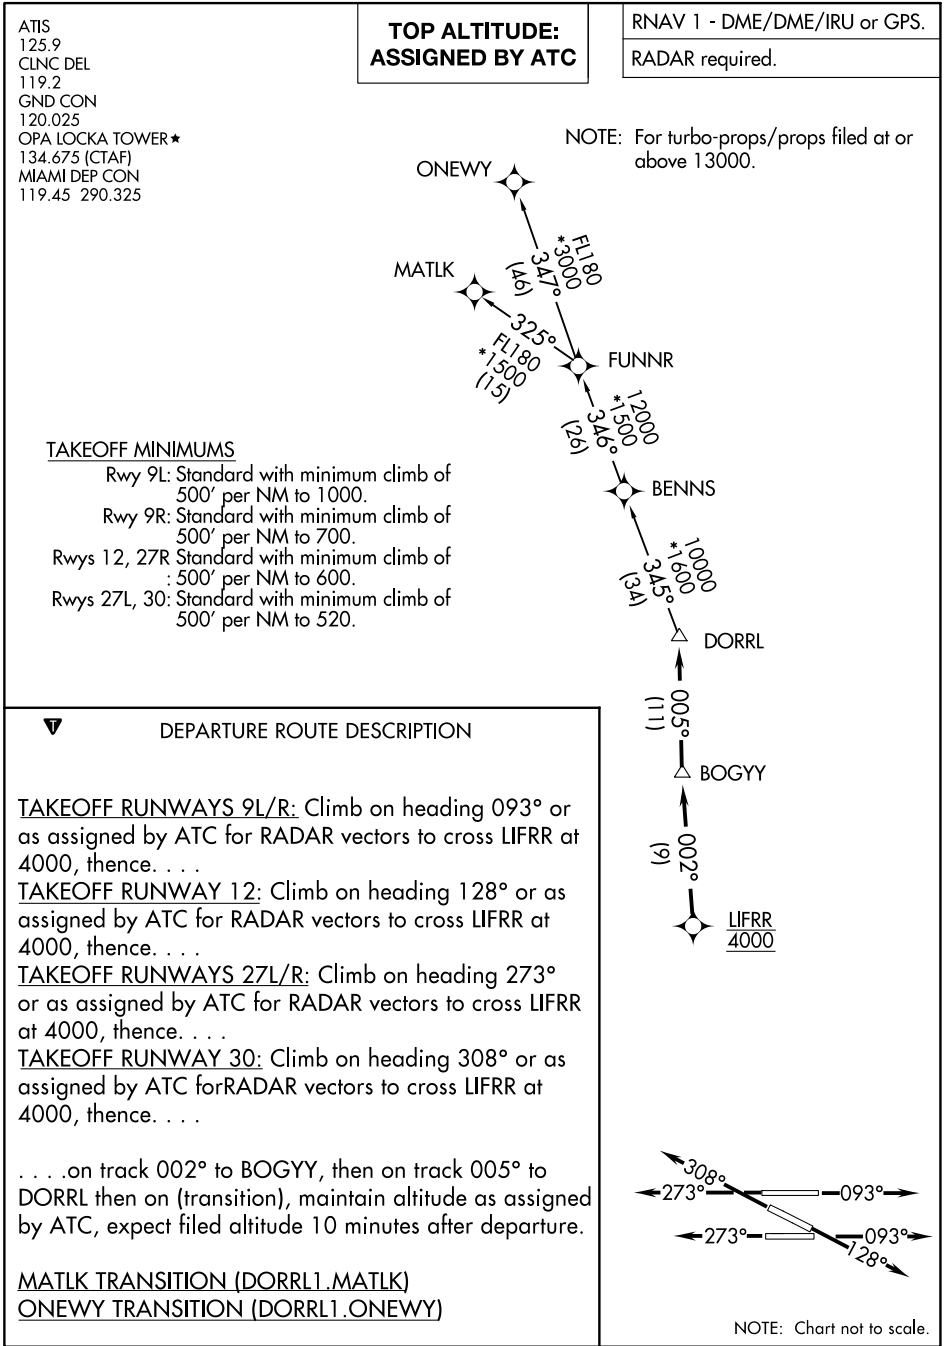 ATIS
125.9
CLNC DEL
119.2
GND CON
120.025
OPA LOCKA TOWER★
134.675 (CTAF)
MIAMI DEP CON
119.45 290.325
TOP ALTITUDE:
ASSIGNED BY ATC
RNAV 1 - DME/DME/IRU or GPS.
RADAR required.
NOTE: For turbo-props/props filed at or
above 13000.
ONEWY
FL180
*3000
347°
(46)
MATLK
325°
FL180
*1500
(15)
FUNNR
12000
*1500
346°
(26)
BENNS
10000
*1600
345°
(34)
DORRL
005°
(11)
BOGYY
002°
(9)
LIFRR
4000
TAKEOFF MINIMUMS
Rwy 9L: Standard with minimum climb of
500' per NM to 1000.
Rwy 9R: Standard with minimum climb of
500' per NM to 700.
Rwys 12, 27R Standard with minimum climb of
: 500' per NM to 600.
Rwys 27L, 30: Standard with minimum climb of
500' per NM to 520.
T
DEPARTURE ROUTE DESCRIPTION
TAKEOFF RUNWAYS 9L/R: Climb on heading 093° or
as assigned by ATC for RADAR vectors to cross LIFRR at
4000, thence. . . .
TAKEOFF RUNWAY 12: Climb on heading 128° or as
assigned by ATC for RADAR vectors to cross LIFRR at
4000, thence. . . .
TAKEOFF RUNWAYS 27L/R: Climb on heading 273°
or as assigned by ATC for RADAR vectors to cross LIFRR
at 4000, thence. . . .
TAKEOFF RUNWAY 30: Climb on heading 308° or as
assigned by ATC forRADAR vectors to cross LIFRR at
4000, thence. . . .
. . . .on track 002° to BOGYY, then on track 005° to
DORRL then on (transition), maintain altitude as assigned
by ATC, expect filed altitude 10 minutes after departure.
MATLK TRANSITION (DORRL1.MATLK)
ONEWY TRANSITION (DORRL1.ONEWY)
308°
273°
093°
273°
093°
128°
NOTE: Chart not to scale.